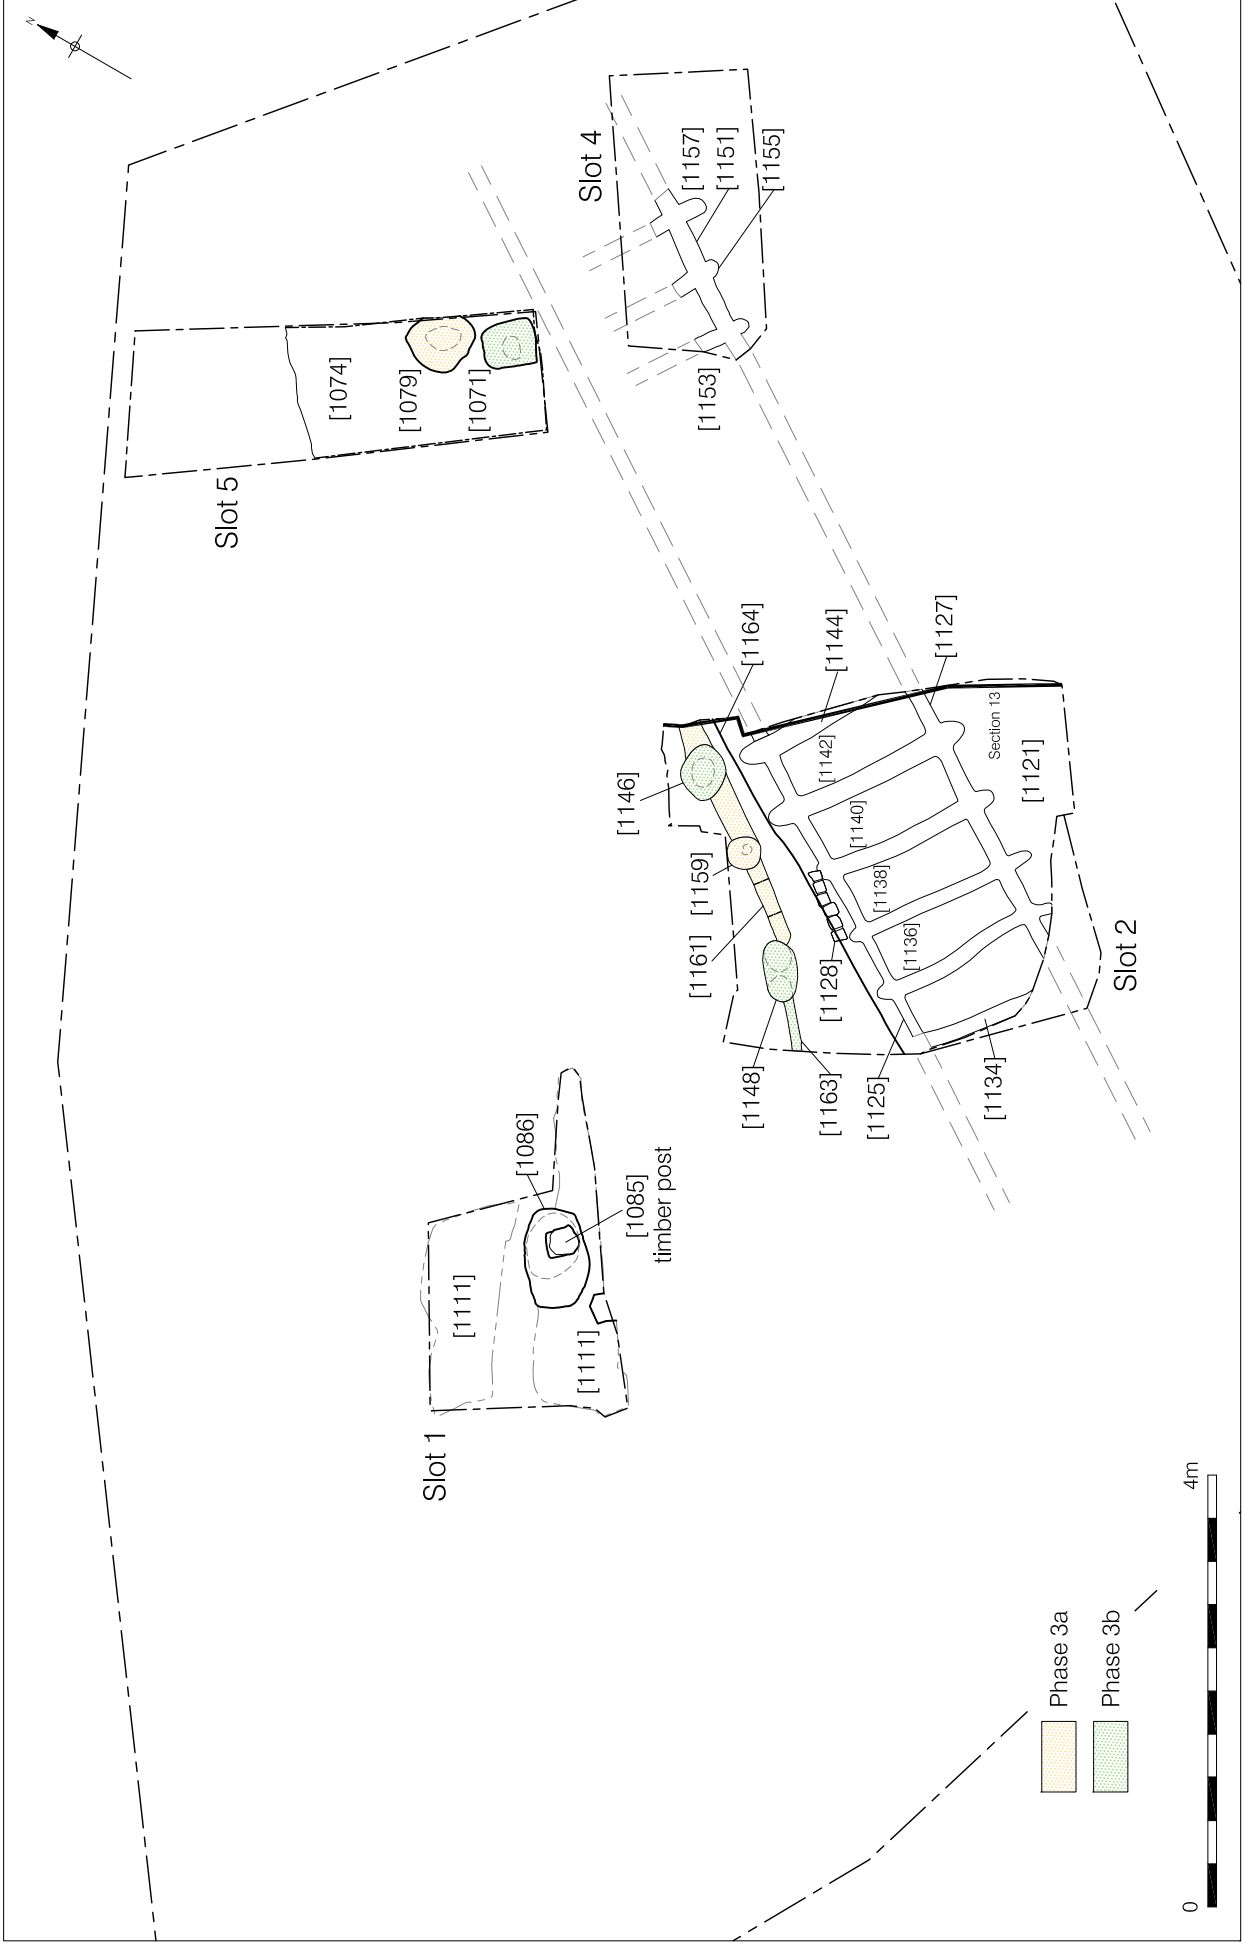 N
Slot 5
[1074]
[1079]
[1071]
Slot 4
[1157]
[1151]
[1155]
[1153]
Slot 1
[1111]
[1111]
[1086]
[1085]
timber post
[1146]
[1159]
[1161]
[1148]
[1163]
[1128]
[1125]
[1134]
[1136]
[1138]
[1140]
[1142]
[1164]
[1144]
[1127]
Section 13
[1121]
Slot 2
Phase 3a
Phase 3b
0
4m